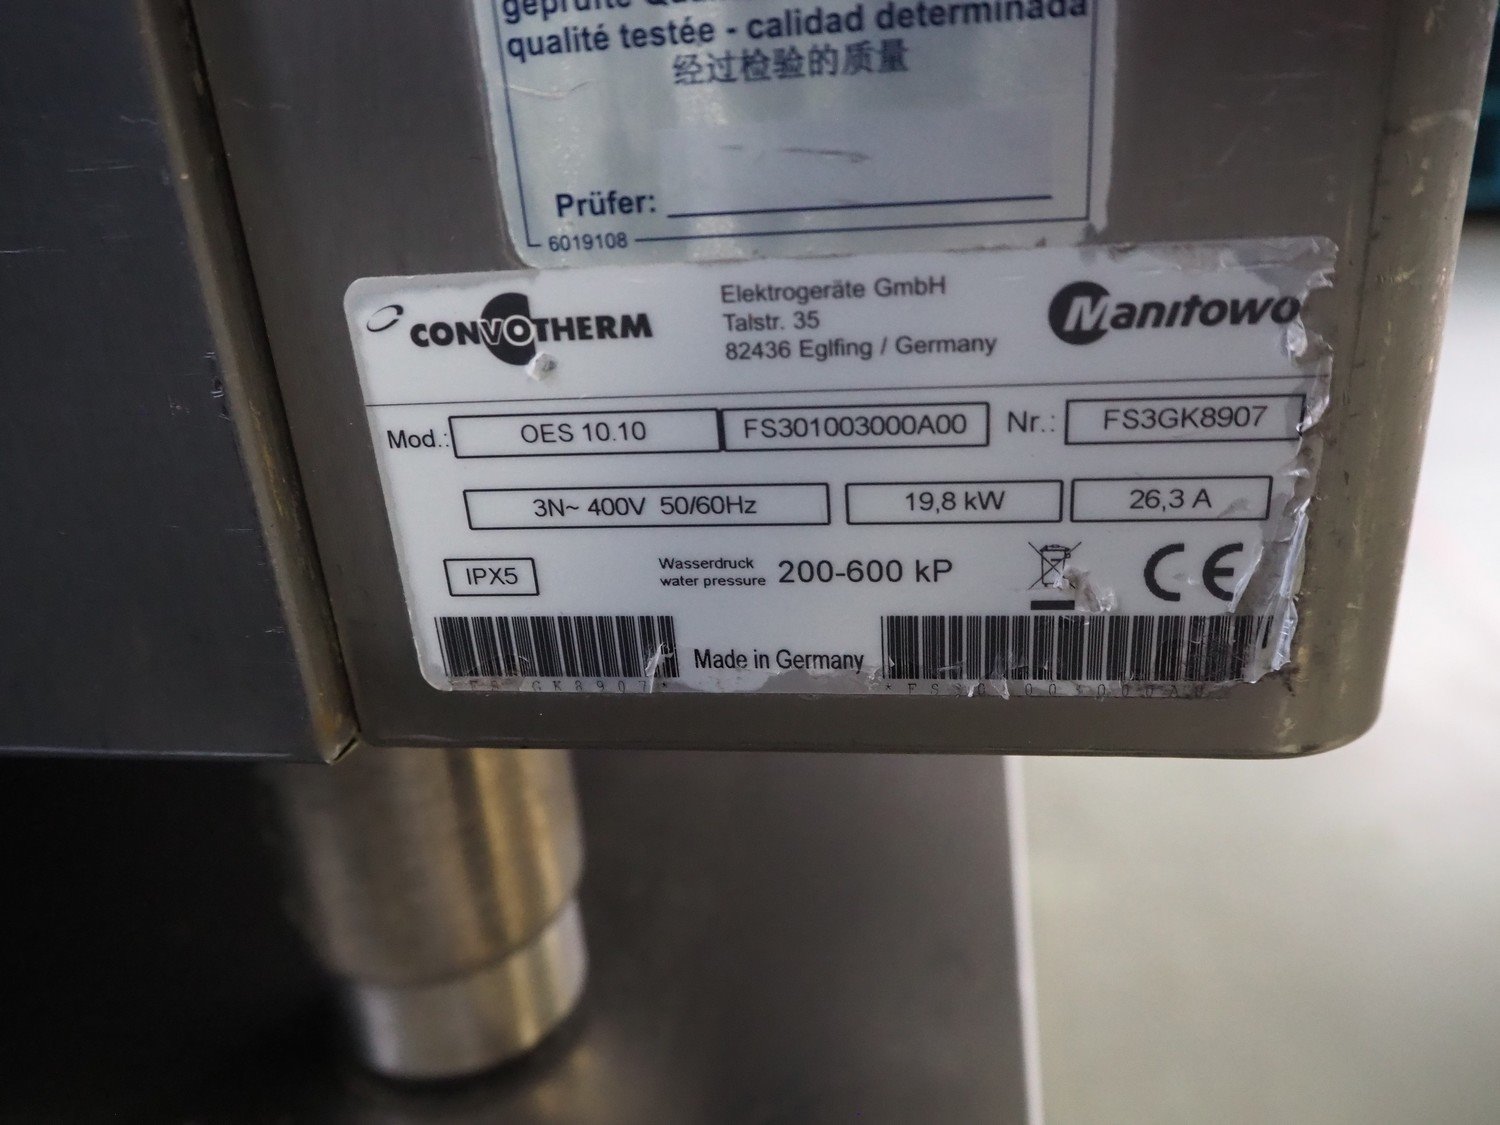 geprüfte
qualité testée - calidad determinada
经过检验的质量
Prüfer:
6019108
CONVOTHERM
Elektrogeräte GmbH
Talstr. 35
82436 Eglfing / Germany
Manitowo
Mod.: OES 10.10 FS301003000A00 Nr.: FS3GK8907
3N~ 400V 50/60Hz 19,8 kW 26,3 A
IPX5
Wasserdruck
water pressure
200-600 kP
CE
Made in Germany